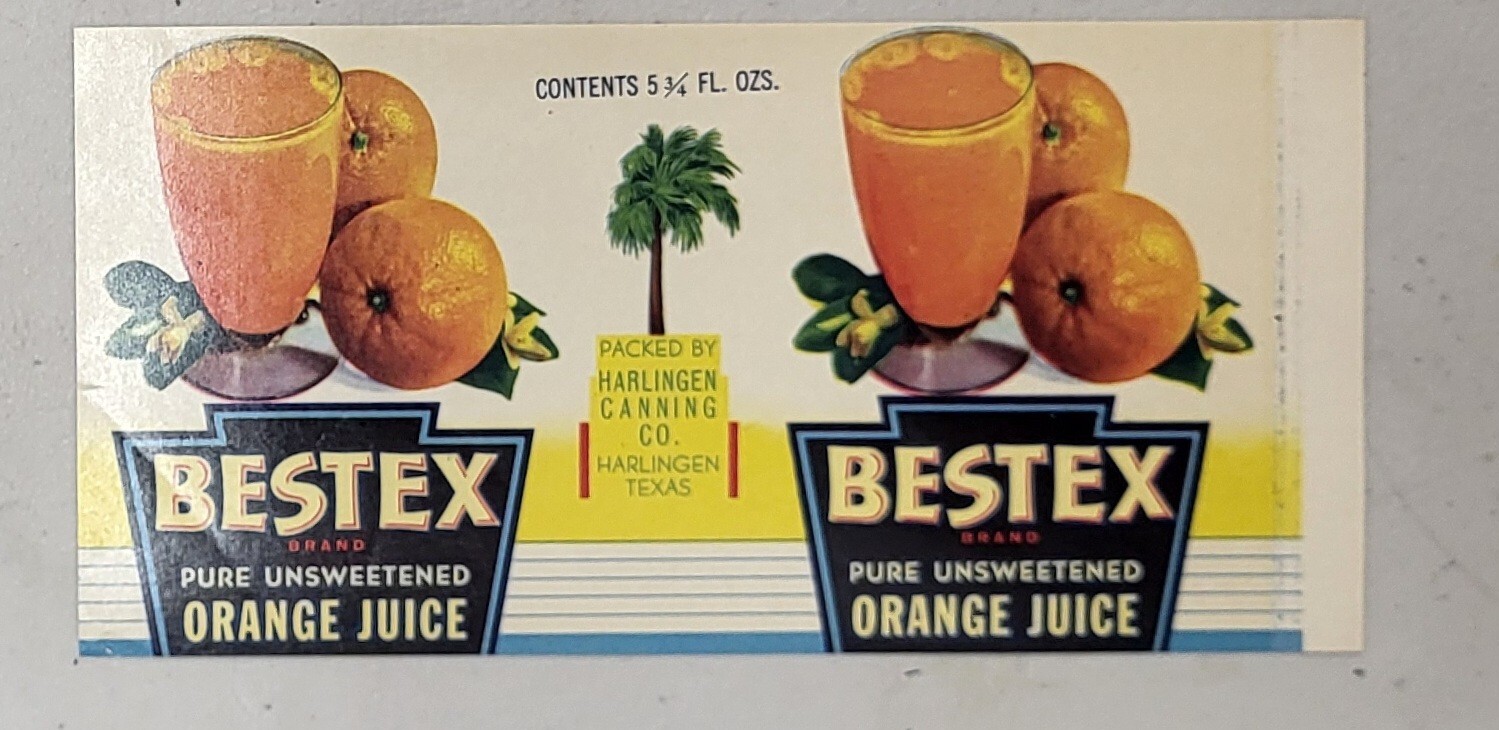 CONTENTS 5 3/4 FL. OZS.
PACKED BY
HARLINGEN
CANNING
CO.
HARLINGEN
TEXAS
BESTEX
BRAND
PURE UNSWEETENED
ORANGE JUICE
BESTEX
BRAND
PURE UNSWEETENED
ORANGE JUICE